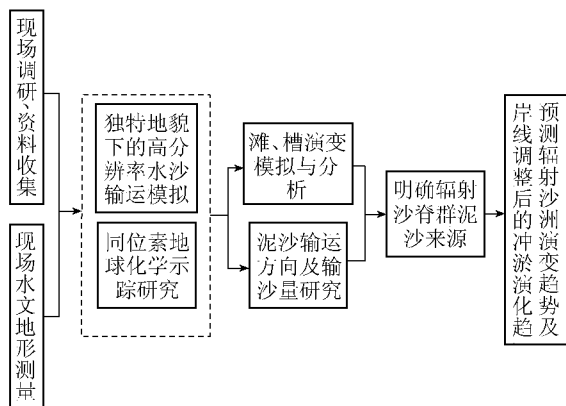 现场调研、资料收集
现场水文地形测量
独特地貌
下的高分
辨率水沙
输运模拟
同位素地
球化学示
踪研究
滩、槽演变
模拟与分
析
泥沙输运
方向及输
沙量研究
明确辐射
沙脊群泥
沙来源
预测辐射沙洲演变趋势及
岸线调整后的冲淤演化趋